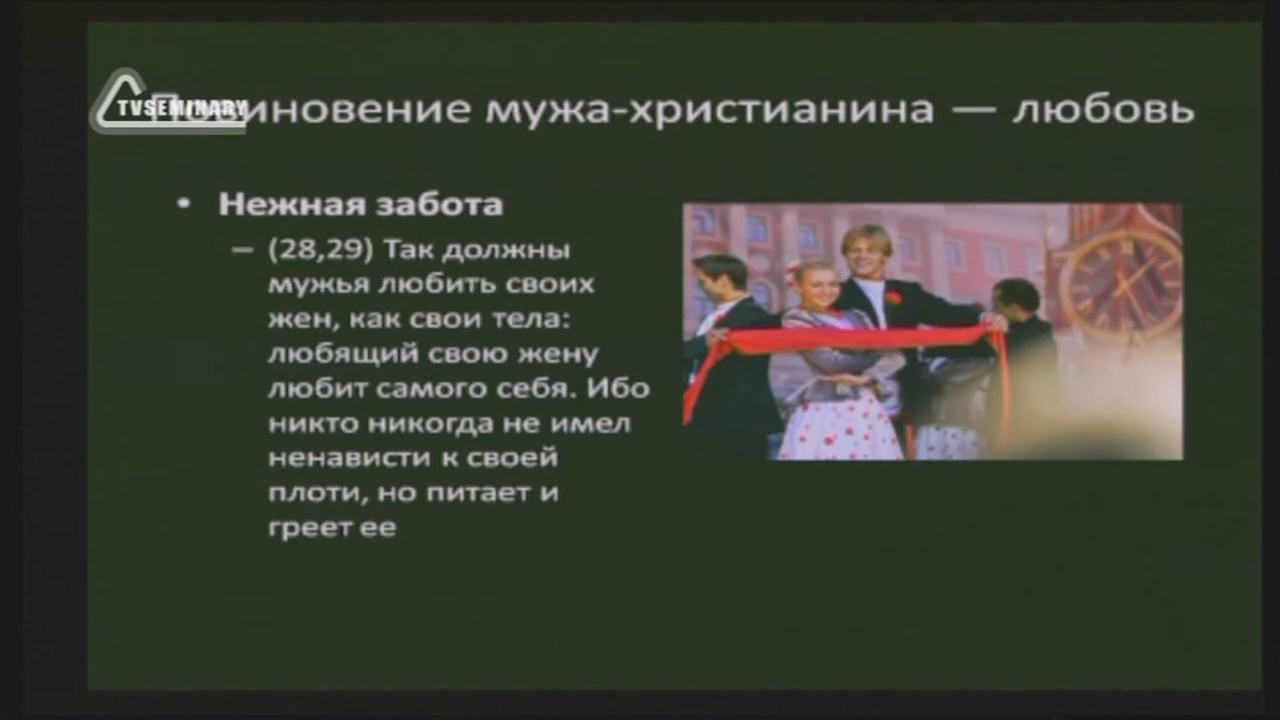 TVSEMINARY
мужа-христианина — любовь
• Нежная забота
– (28,29) Так должны
мужья любить своих
жен, как свои тела:
любящий свою жену
любит самого себя. Ибо
никто никогда не имел
ненависти к своей
плоти, но питает и
греет ее